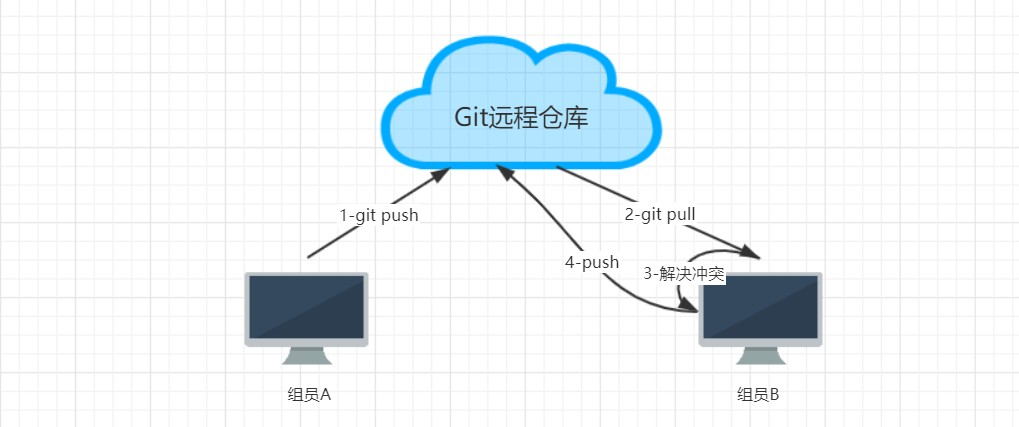 Git远程仓库
1-git push
2-git pull
4-push
3-解决冲突
组员A
组员B